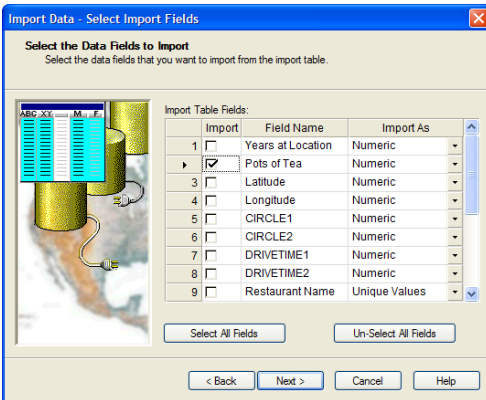 Import Data - Select Import Fields
Select the Data Fields to Import
Select the data fields that you want to import from the import table.
ABC XY M F
Import Table Fields:
Import Field Name Import As
1 Years at Location Numeric
Pots of Tea Numeric
3 Latitude Numeric
4 Longitude Numeric
5 CIRCLE1 Numeric
6 CIRCLE2 Numeric
7 DRIVETIME1 Numeric
8 DRIVETIME2 Numeric
9 Restaurant Name Unique Values
Select All Fields Un-Select All Fields
< Back Next > Cancel Help